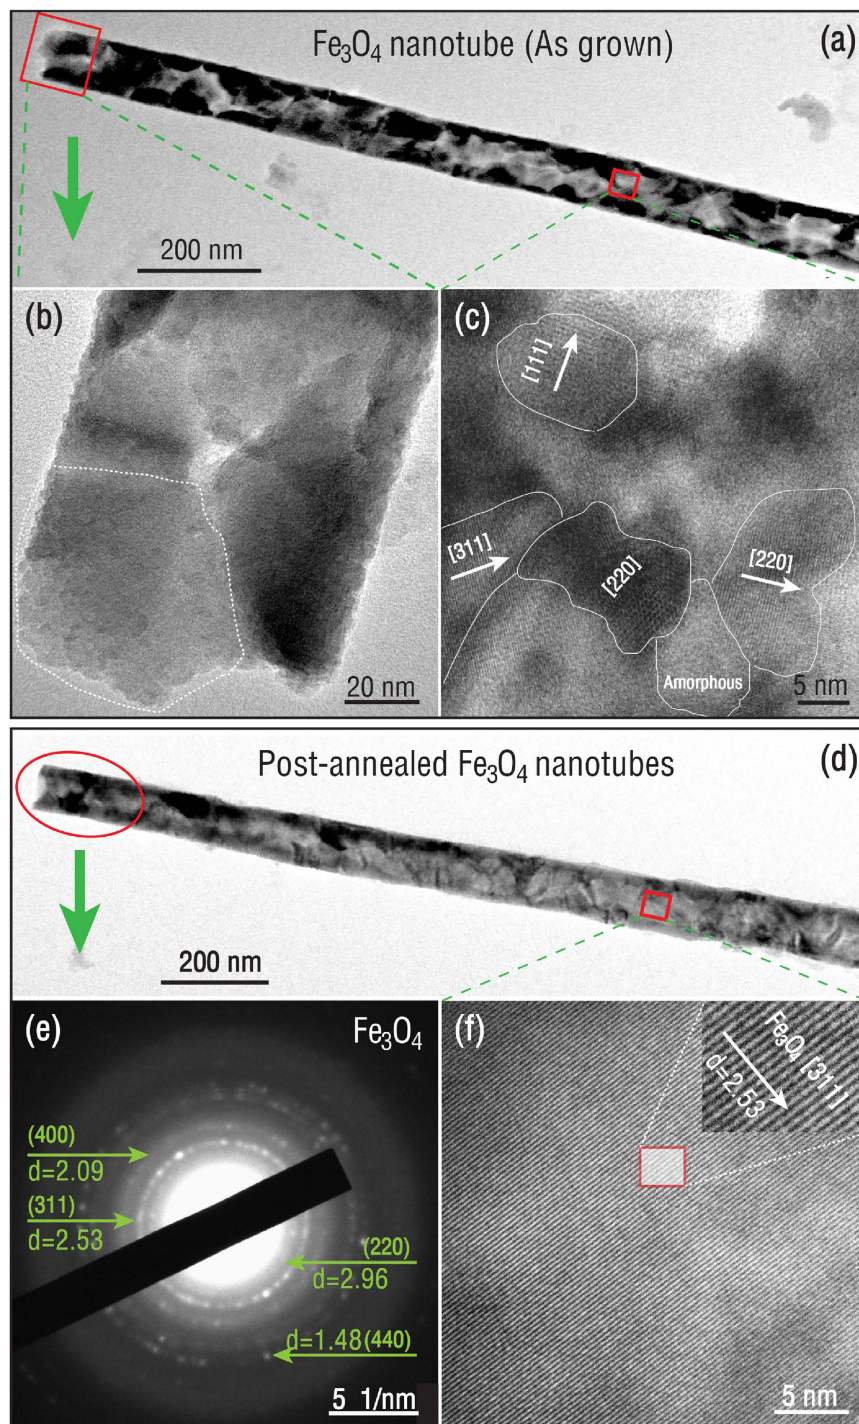 Fe₃O₄ nanotube (As grown)
(a)
200 nm
(b)
20 nm
(c)
[111]
[311]
[220]
[220]
Amorphous
5 nm
Post-annealed Fe₃O₄ nanotubes
(d)
200 nm
(e)
Fe₃O₄
(400)
d=2.09
(311)
d=2.53
(220)
d=2.96
d=1.48(440)
5 1/nm
(f)
Fe₃O₄ [311]
d=2.53
5 nm